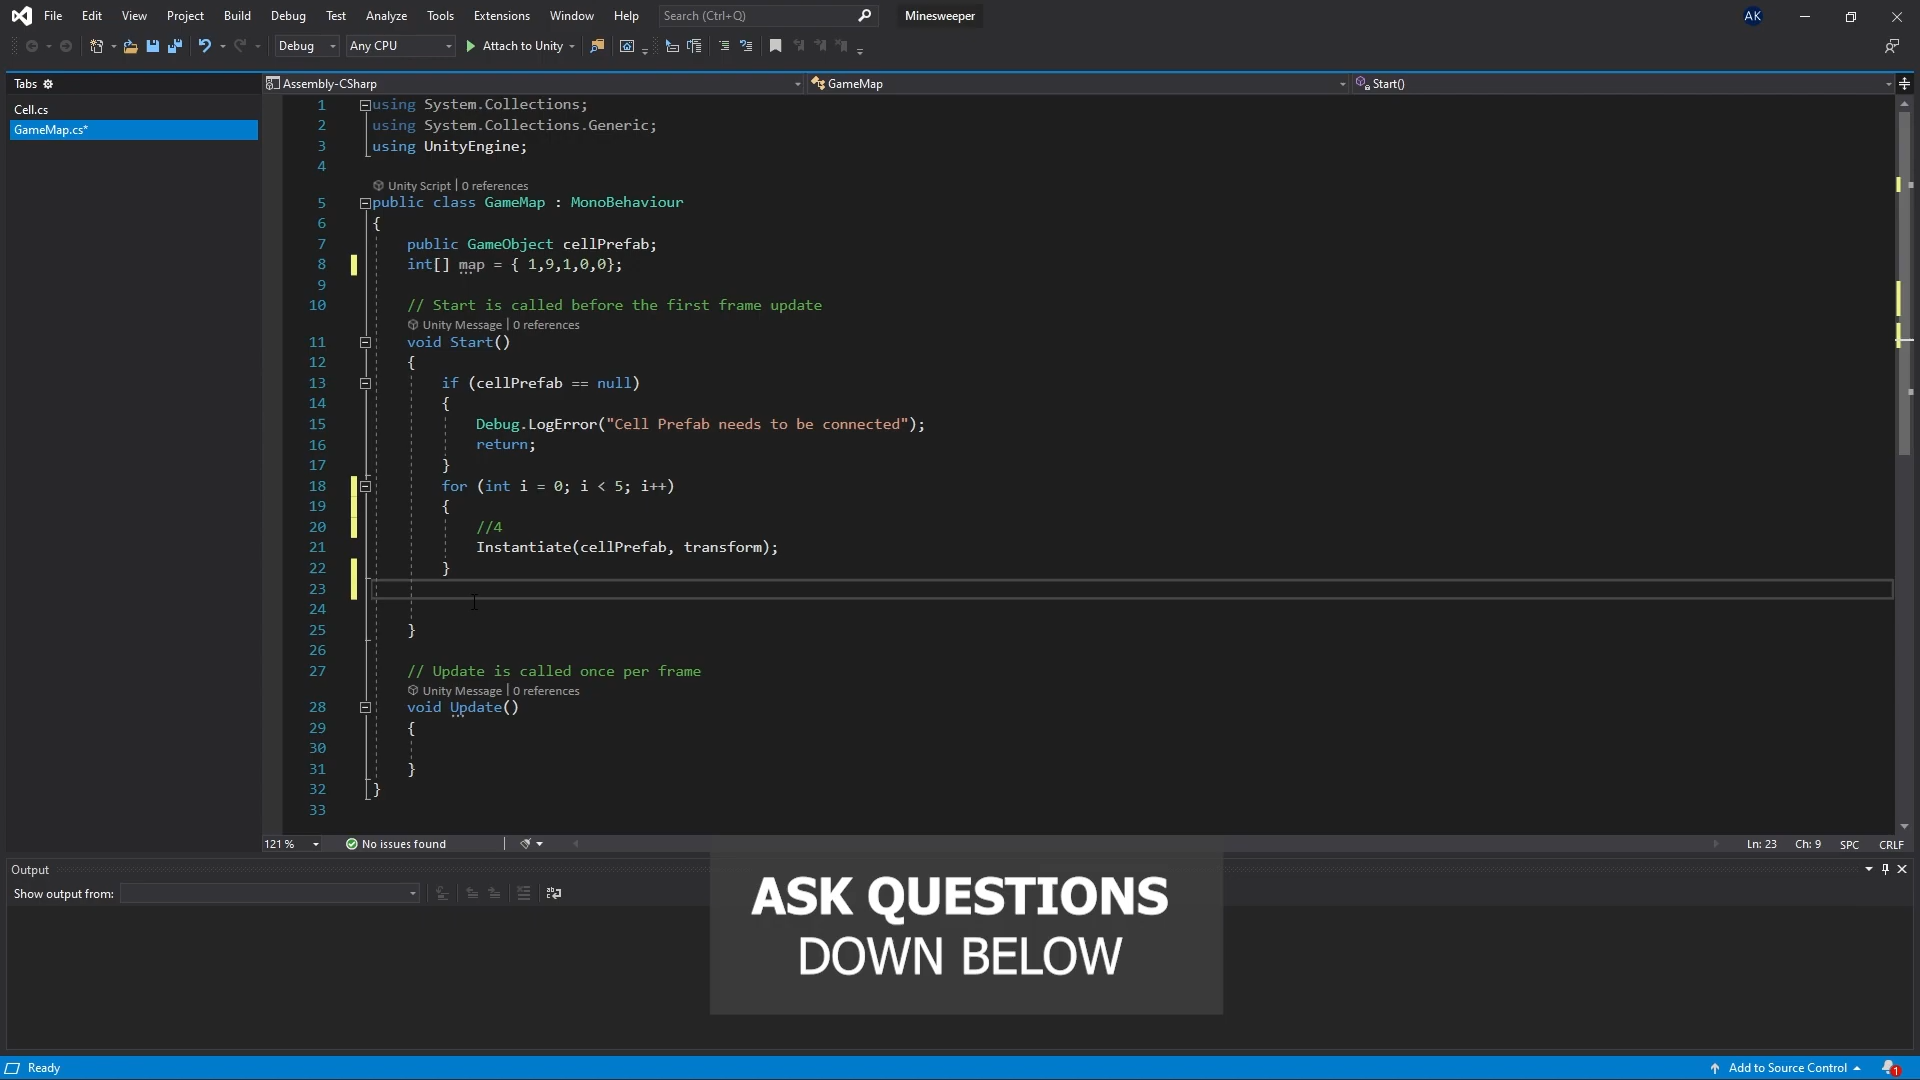 File Edit View Project Build Debug Test Analyze Tools Extensions Window Help Search (Ctrl+Q) Minesweeper AK
Debug Any CPU Attach to Unity
Tabs
Cell.cs
GameMap.cs*
Assembly-CSharp GameMap Start()
1 using System.Collections;
2 using System.Collections.Generic;
3 using UnityEngine;
4
Unity Script | 0 references
5 public class GameMap : MonoBehaviour
6 {
7 public GameObject cellPrefab;
8 int[] map = { 1,9,1,0,0};
9
10 // Start is called before the first frame update
Unity Message | 0 references
11 void Start()
12 {
13 if (cellPrefab == null)
14 {
15 Debug.LogError("Cell Prefab needs to be connected");
16 return;
17 }
18 for (int i = 0; i < 5; i++)
19 {
20 //4
21 Instantiate(cellPrefab, transform);
22 }
23
24
25 }
26
27 // Update is called once per frame
Unity Message | 0 references
28 void Update()
29 {
30
31 }
32 }
33
121 % No issues found Ln: 23 Ch: 9 SPC CRLF
Output
Show output from:
ASK QUESTIONS
DOWN BELOW
Ready Add to Source Control 1